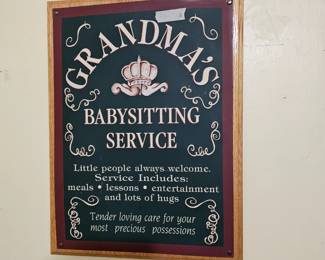 GRANDMA'S
BABYSITTING
SERVICE
Little people always welcome.
Service Includes:
meals • lessons • entertainment
and lots of hugs
Tender loving care for your
most precious possessions